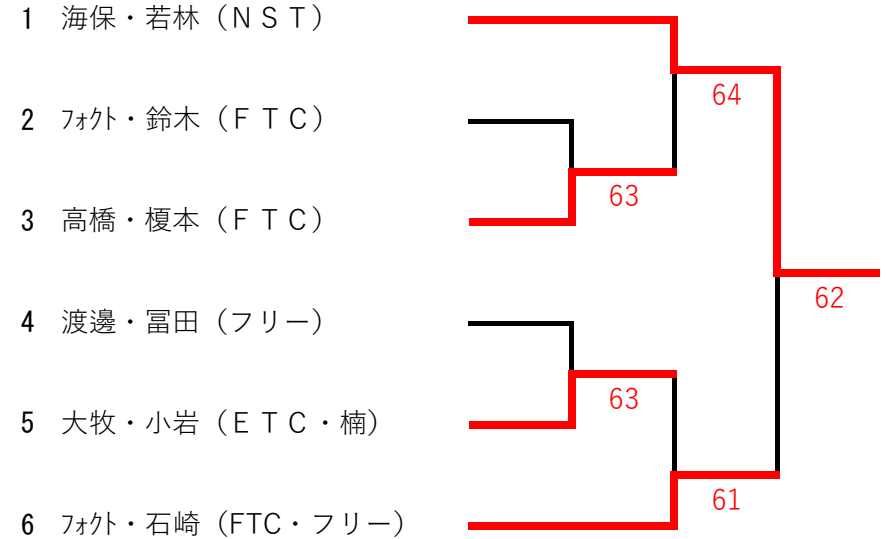 1 海保・若林（ＮＳＴ）
64
2 ﾌｫｸﾄ・鈴木（ＦＴＣ）
63
3 高橋・榎本（ＦＴＣ）
62
4 渡邊・冨田（フリー）
63
5 大牧・小岩（ＥＴＣ・楠）
61
6 ﾌｫｸﾄ・石崎（FTC・フリー）